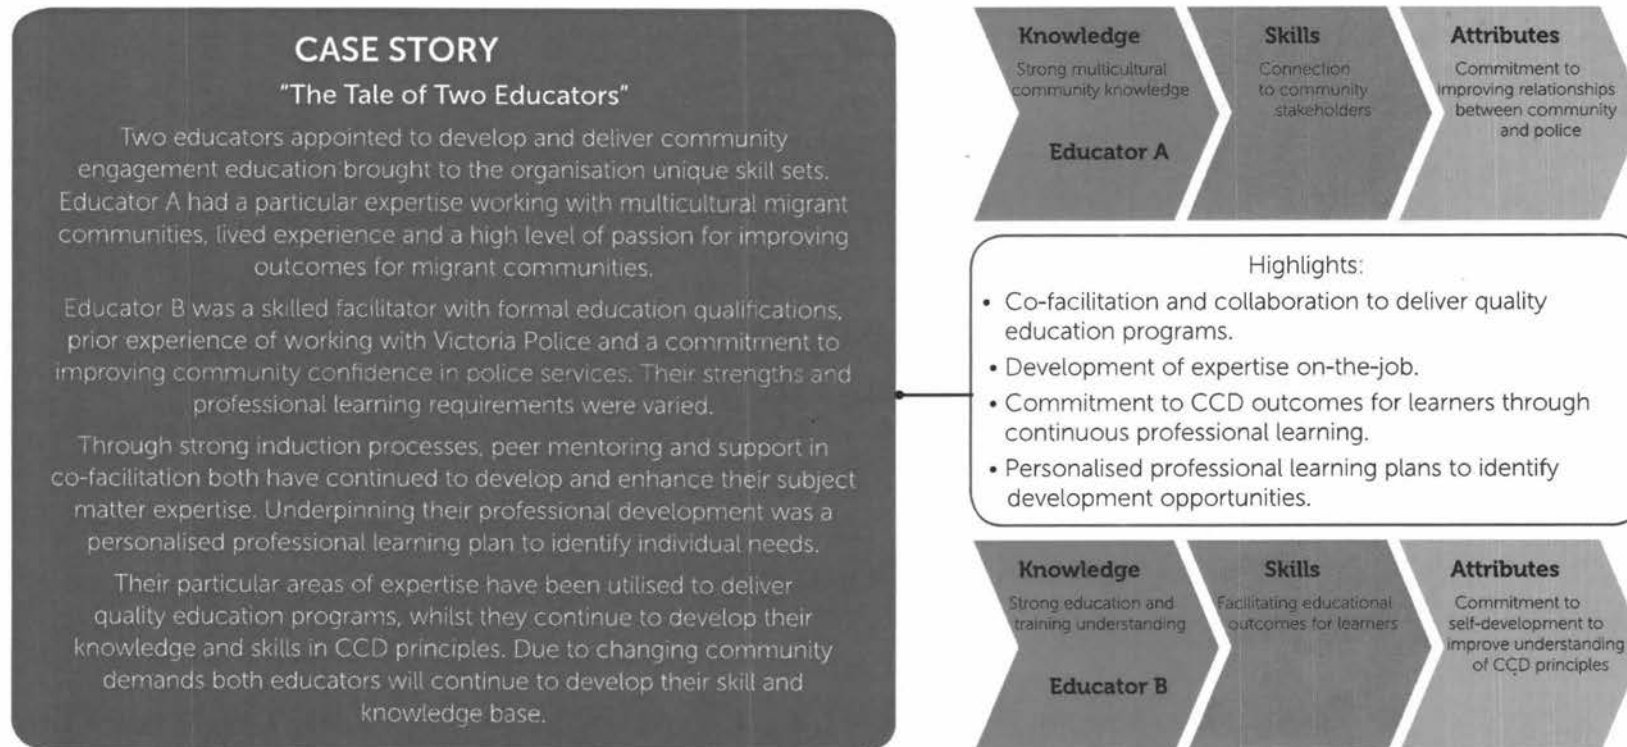 CASE STORY
"The Tale of Two Educators"
Two educators appointed to develop and deliver community
engagement education brought to the organisation unique skill sets.
Educator A had a particular expertise working with multicultural migrant
communities, lived experience and a high level of passion for improving
outcomes for migrant communities.
Educator B was a skilled facilitator with formal education qualifications,
prior experience of working with Victoria Police and a commitment to
improving community confidence in police services. Their strengths and
professional learning requirements were varied.
Through strong induction processes, peer mentoring and support in
co-facilitation both have continued to develop and enhance their subject
matter expertise. Underpinning their professional development was a
personalised professional learning plan to identify individual needs.
Their particular areas of expertise have been utilised to deliver
quality education programs, whilst they continue to develop their
knowledge and skills in CCD principles. Due to changing community
demands both educators will continue to develop their skill and
knowledge base.
Knowledge
Strong multicultural
community knowledge
Educator A
Skills
Connection
to community
stakeholders
Attributes
Commitment to
improving relationships
between community
and police
Highlights:
• Co-facilitation and collaboration to deliver quality
education programs.
• Development of expertise on-the-job.
• Commitment to CCD outcomes for learners through
continuous professional learning.
• Personalised professional learning plans to identify
development opportunities.
Knowledge
Strong education and
training understanding
Educator B
Skills
Facilitating educational
outcomes for learners
Attributes
Commitment to
self-development to
improve understanding
of CCD principles